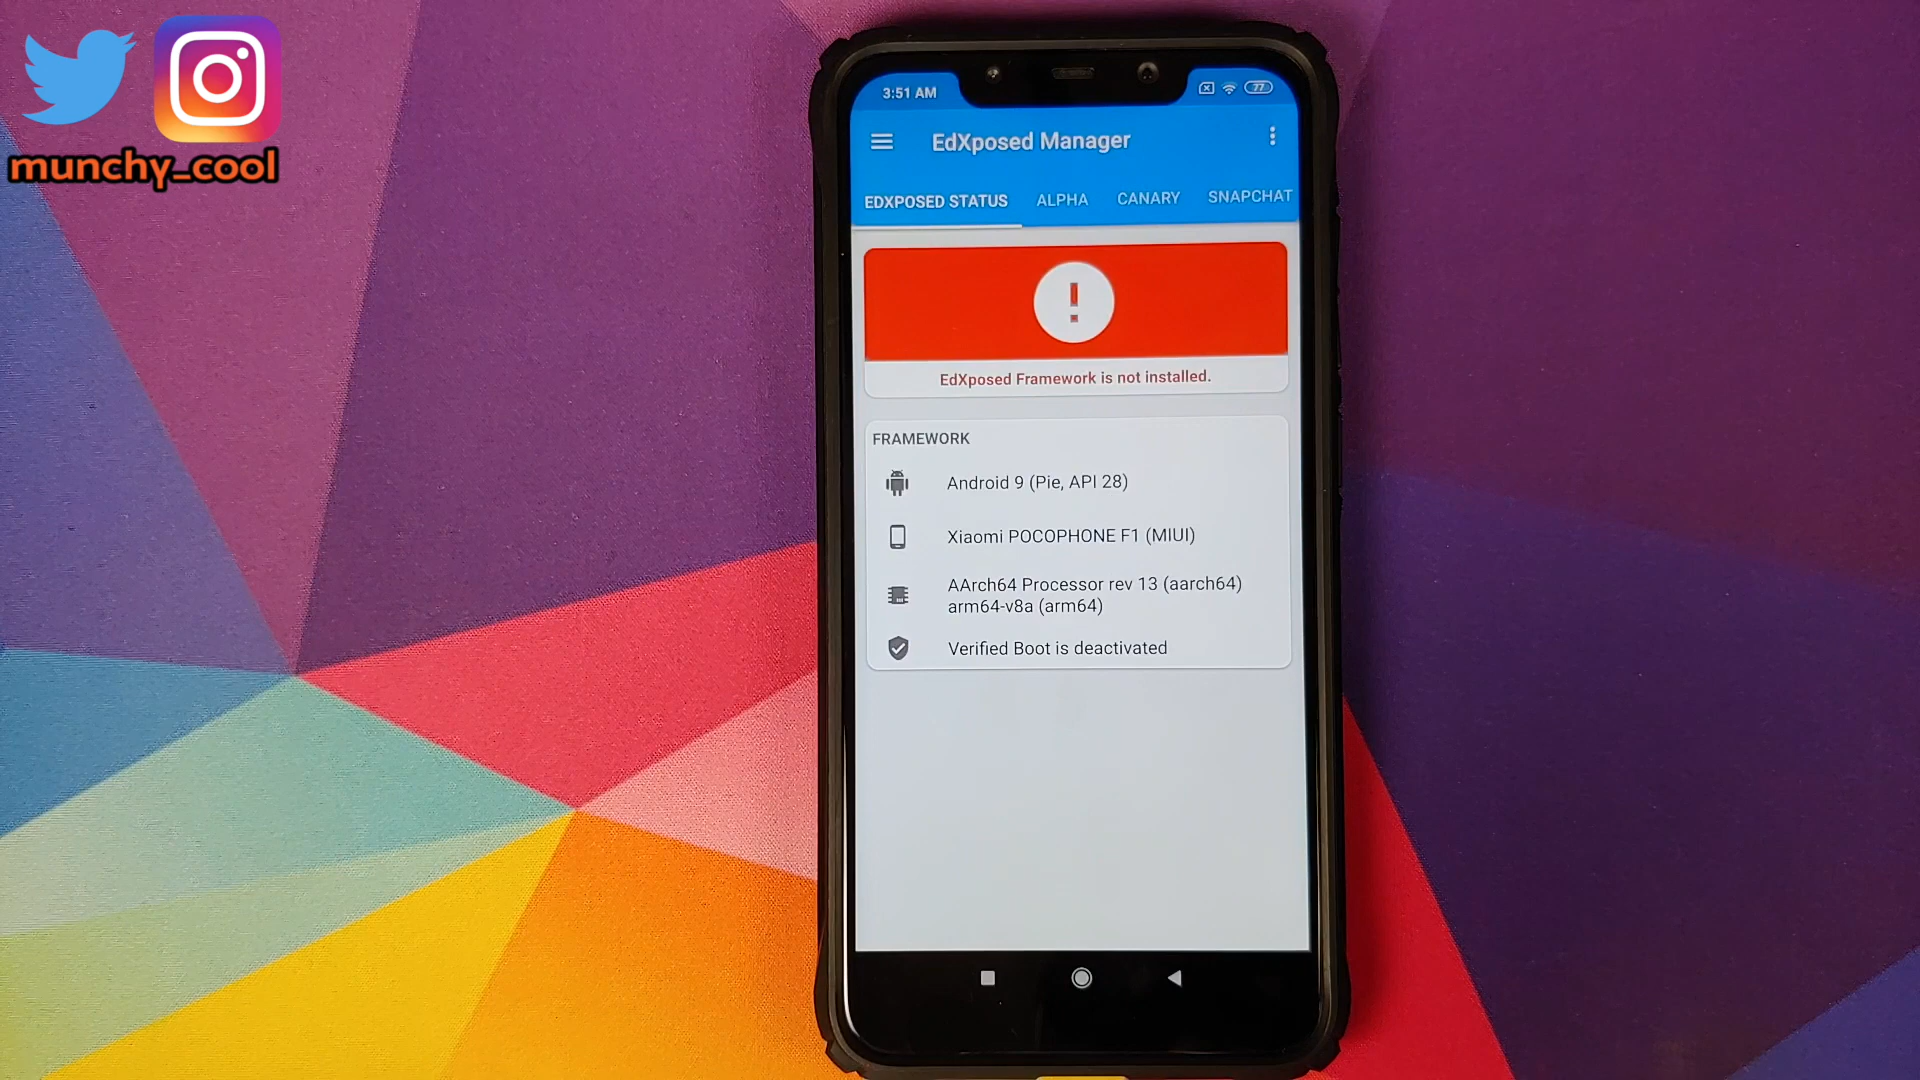 munchy_cool
3:51 AM
77
EdXposed Manager
EDXPOSED STATUS
ALPHA
CANARY
SNAPCHAT
!
EdXposed Framework is not installed.
FRAMEWORK
Android 9 (Pie, API 28)
Xiaomi POCOPHONE F1 (MIUI)
AArch64 Processor rev 13 (aarch64)
arm64-v8a (arm64)
Verified Boot is deactivated